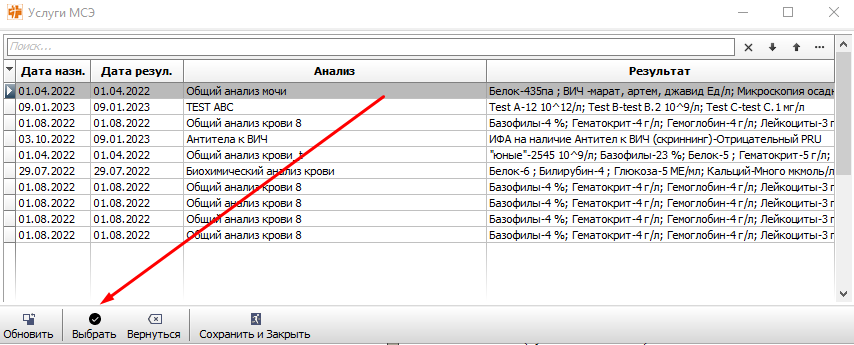 Услуги МСЭ
Поиск...
Дата назн. Дата резул. Анализ Результат
01.04.2022 01.04.2022 Общий анализ мочи Белок-435па ; ВИЧ -марат, артем, джавид Ед/л; Микроскопия осадк
09.01.2023 09.01.2023 TEST ABC Test A-12 10^12/л; Test B-test B.2 10^9/л; Test C-test C.1 мг/л
01.08.2022 01.08.2022 Общий анализ крови 8 Базофилы-4 %; Гематокрит-4 г/л; Гемоглобин-4 г/л; Лейкоциты-3 г
03.10.2022 09.01.2023 Антитела к ВИЧ ИФА на наличие Антител к ВИЧ (скриннинг)-Отрицательный PRU
01.04.2022 01.04.2022 Общий анализ крови _t "юные"-2545 10^9/л; Базофилы-23 %; Белок-5 ; Гематокрит-5 г/л;
29.07.2022 29.07.2022 Биохимический анализ крови Белок-6 ; Билирубин-4 ; Глюкоза-5 МЕ/мл; Кальций-Много мкмоль/л
01.08.2022 01.08.2022 Общий анализ крови 8 Базофилы-4 %; Гематокрит-4 г/л; Гемоглобин-4 г/л; Лейкоциты-3 г
01.08.2022 01.08.2022 Общий анализ крови 8 Базофилы-4 %; Гематокрит-4 г/л; Гемоглобин-4 г/л; Лейкоциты-3 г
01.08.2022 01.08.2022 Общий анализ крови 8 Базофилы-4 %; Гематокрит-4 г/л; Гемоглобин-4 г/л; Лейкоциты-3 г
01.08.2022 01.08.2022 Общий анализ крови 8 Базофилы-4 %; Гематокрит-4 г/л; Гемоглобин-4 г/л; Лейкоциты-3 г
Обновить Выбрать Вернуться Сохранить и Закрыть